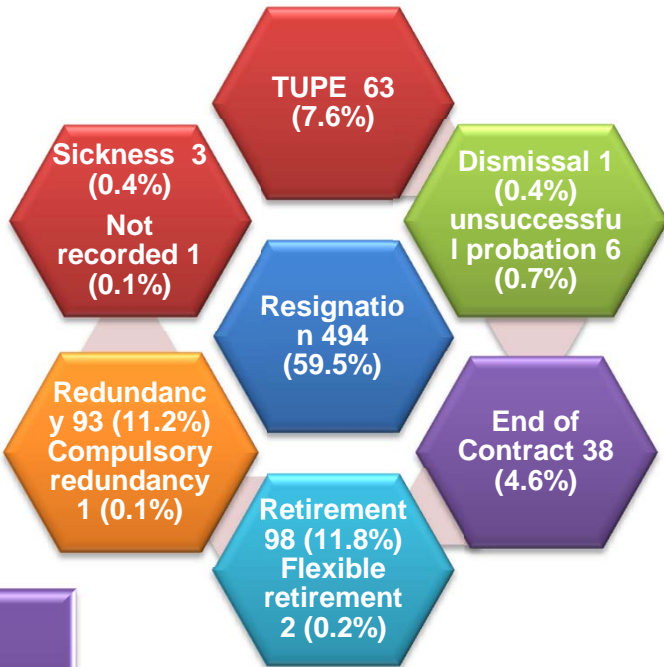 TUPE 63
(7.6%)
Sickness 3
(0.4%)
Not
recorded 1
(0.1%)
Dismissal 1
(0.4%)
unsuccessfu
l probation 6
(0.7%)
Resignatio
n 494
(59.5%)
Redundanc
y 93 (11.2%)
Compulsory
redundancy
1 (0.1%)
End of
Contract 38
(4.6%)
Retirement
98 (11.8%)
Flexible
retirement
2 (0.2%)